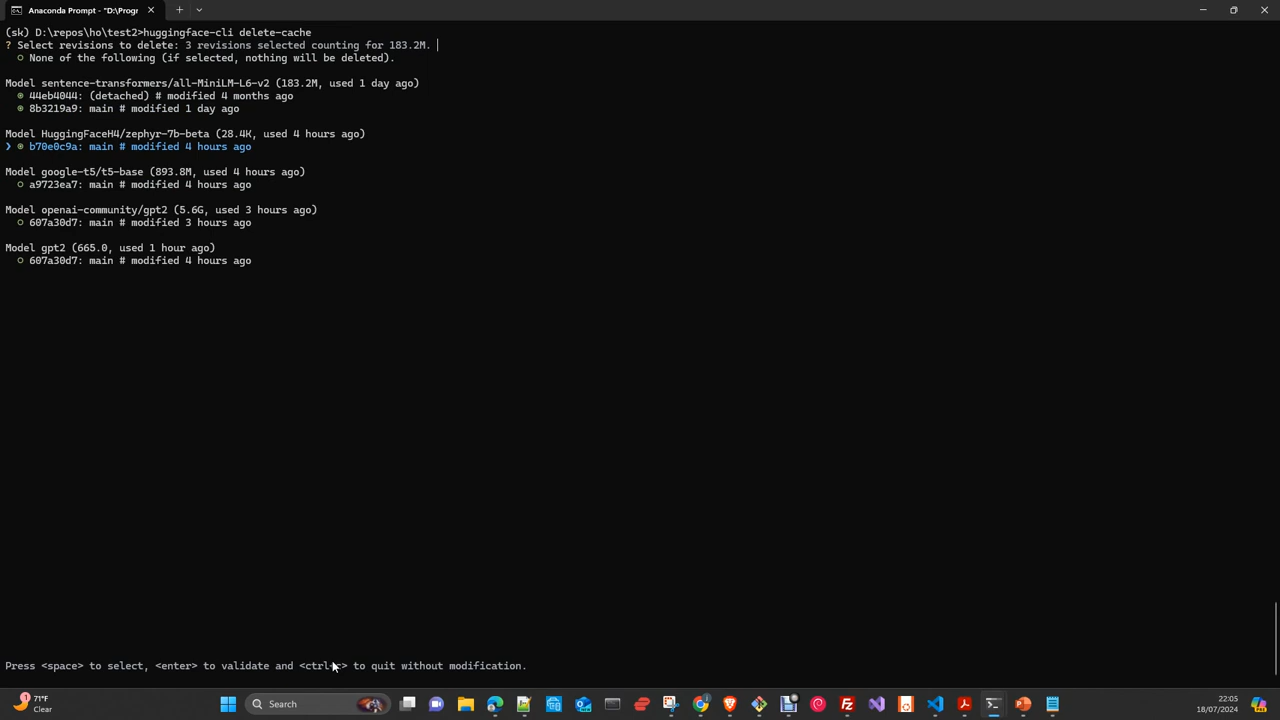 Anaconda Prompt - "D:\Progr
(sk) D:\repos\ho\test2>huggingface-cli delete-cache
? Select revisions to delete: 3 revisions selected counting for 183.2M.
○ None of the following (if selected, nothing will be deleted).
Model sentence-transformers/all-MiniLM-L6-v2 (183.2M, used 1 day ago)
◉ 44eb4044: (detached) # modified 4 months ago
◉ 8b3219a9: main # modified 1 day ago
Model HuggingFaceH4/zephyr-7b-beta (28.4K, used 4 hours ago)
❯ ◉ b70e0c9a: main # modified 4 hours ago
Model google-t5/t5-base (893.8M, used 4 hours ago)
○ a9723ea7: main # modified 4 hours ago
Model openai-community/gpt2 (5.6G, used 3 hours ago)
○ 607a30d7: main # modified 3 hours ago
Model gpt2 (665.0, used 1 hour ago)
○ 607a30d7: main # modified 4 hours ago
Press <space> to select, <enter> to validate and <ctrl+c> to quit without modification.
1
71°F
Clear
Search
22:05
18/07/2024